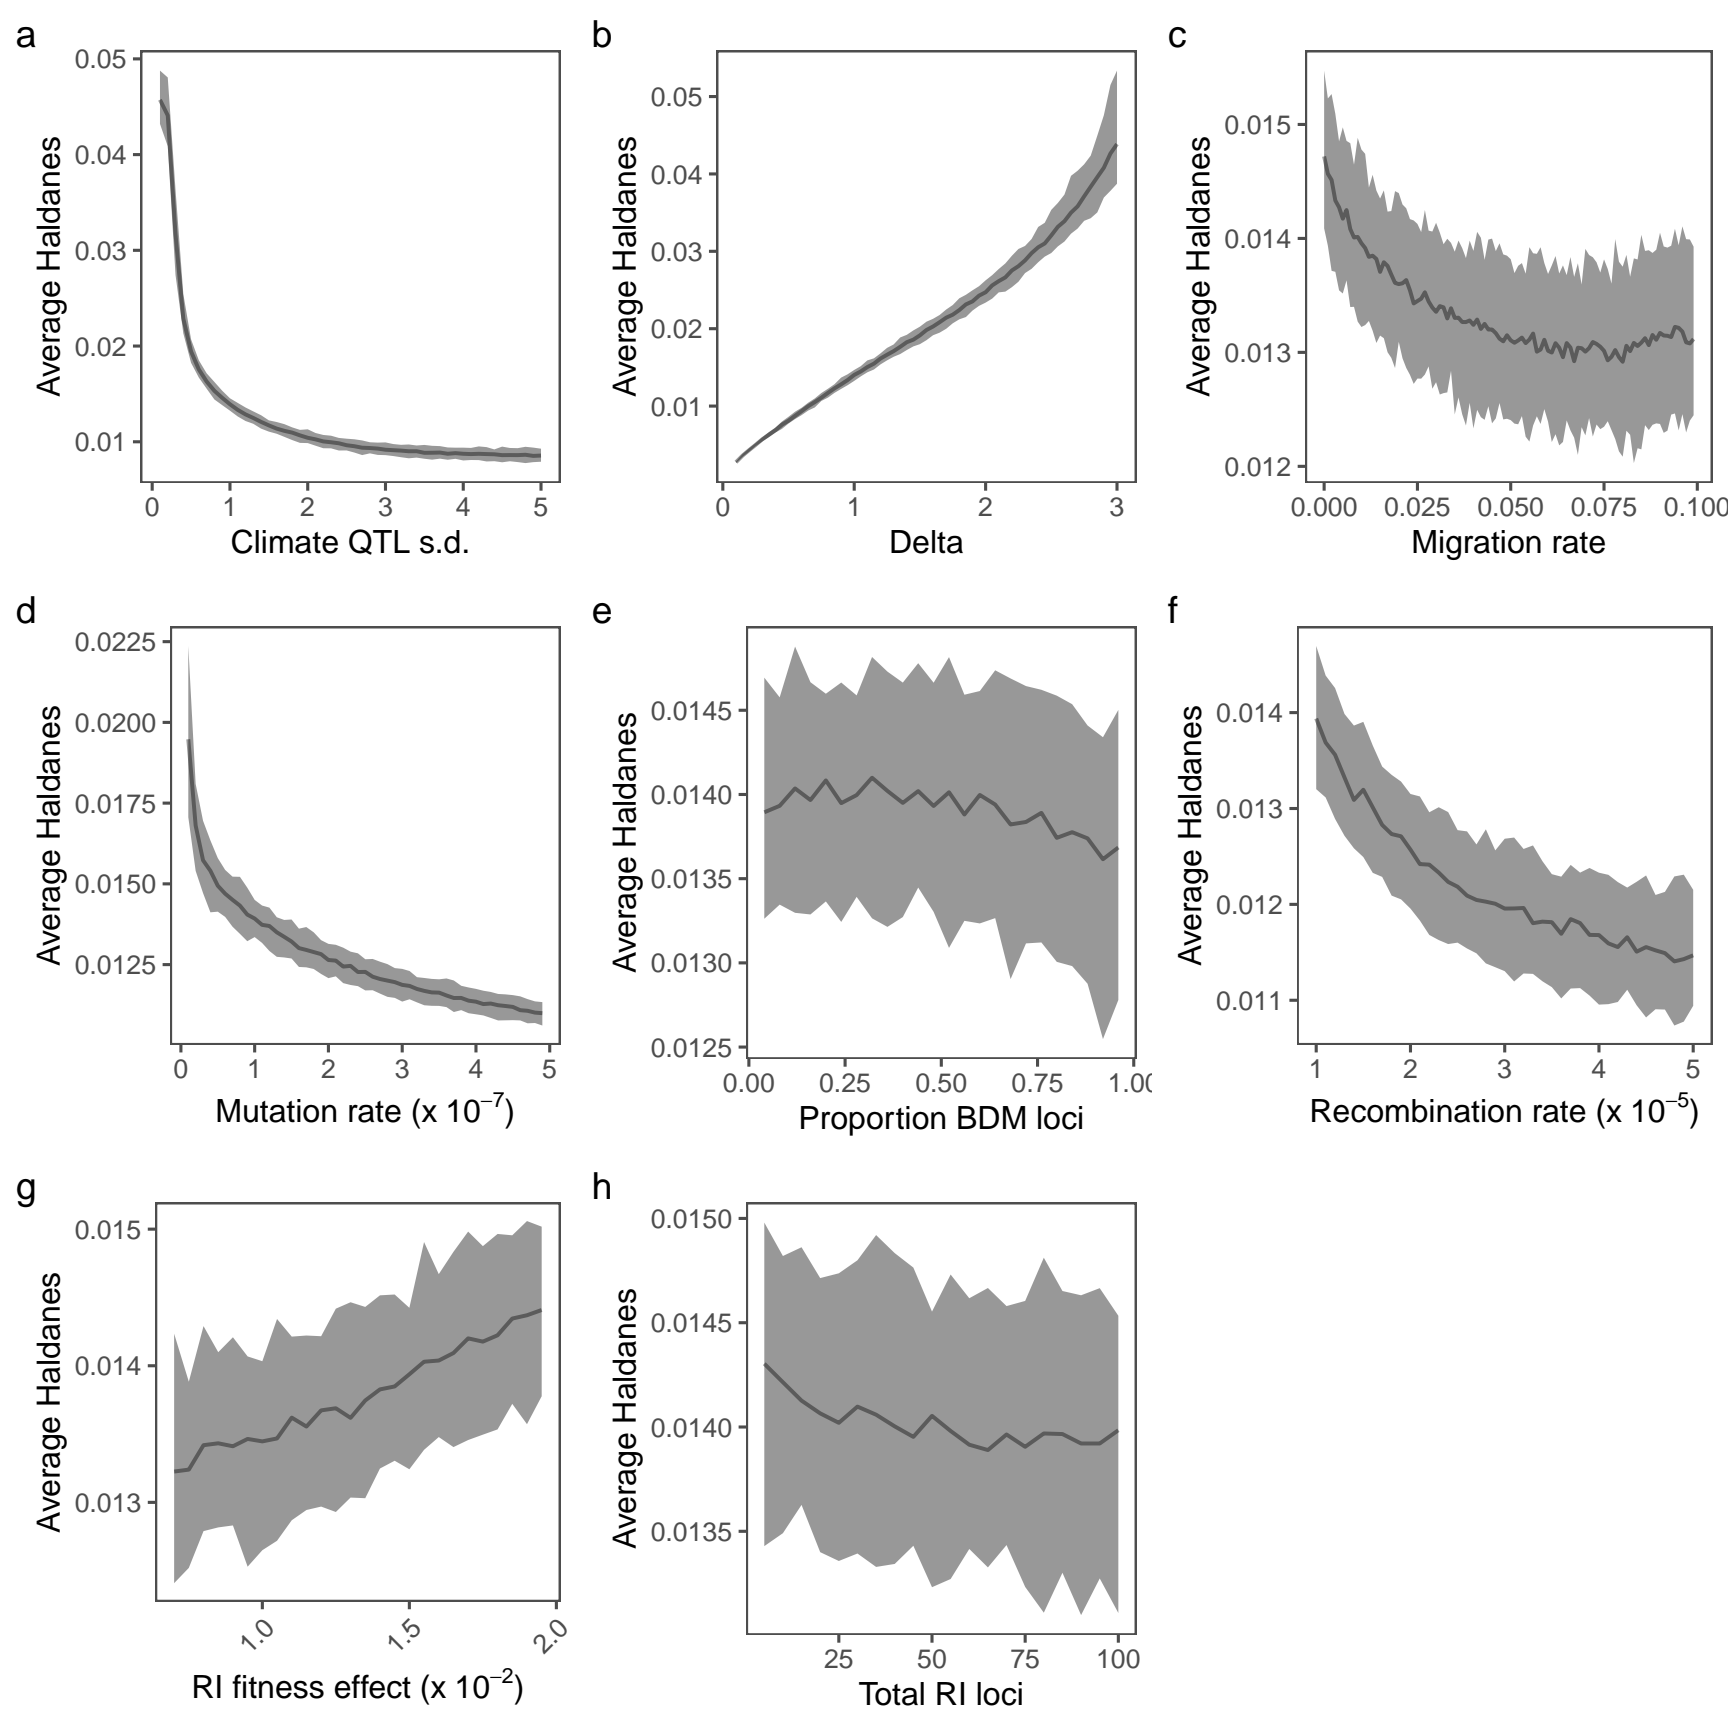 a
0.05
0.04
0.03
0.02
0.01
Average Haldanes
0 1 2 3 4 5
Climate QTL s.d.
b
0.05
0.04
0.03
0.02
0.01
Average Haldanes
0 1 2 3
Delta
c
0.015
0.014
0.013
0.012
Average Haldanes
0.000 0.025 0.050 0.075 0.100
Migration rate
d
0.0225
0.0200
0.0175
0.0150
0.0125
Average Haldanes
0 1 2 3 4 5
Mutation rate (x 10⁻⁷)
e
0.0145
0.0140
0.0135
0.0130
0.0125
Average Haldanes
0.00 0.25 0.50 0.75 1.00
Proportion BDM loci
f
0.014
0.013
0.012
0.011
Average Haldanes
1 2 3 4 5
Recombination rate (x 10⁻⁵)
g
0.015
0.014
0.013
Average Haldanes
1.0 1.5 2.0
RI fitness effect (x 10⁻²)
h
0.0150
0.0145
0.0140
0.0135
Average Haldanes
25 50 75 100
Total RI loci